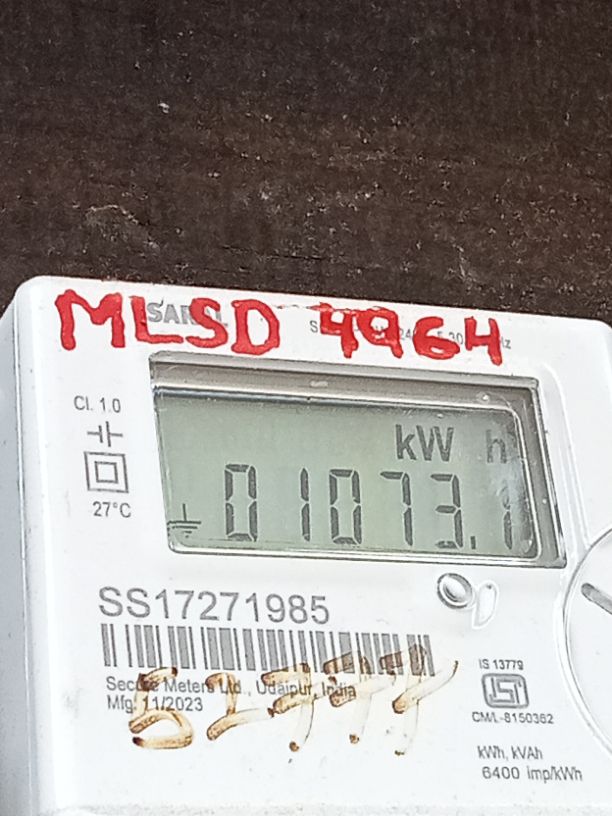 MLSD 4964
Cl. 1.0
27°C
kW h
01073.1
SS17271985
Secure Meters Ltd., Udaipur, India
Mfg. 11/2023
IS 13779
CM/L-8150362
kWh, kVAh
6400 imp/kWh